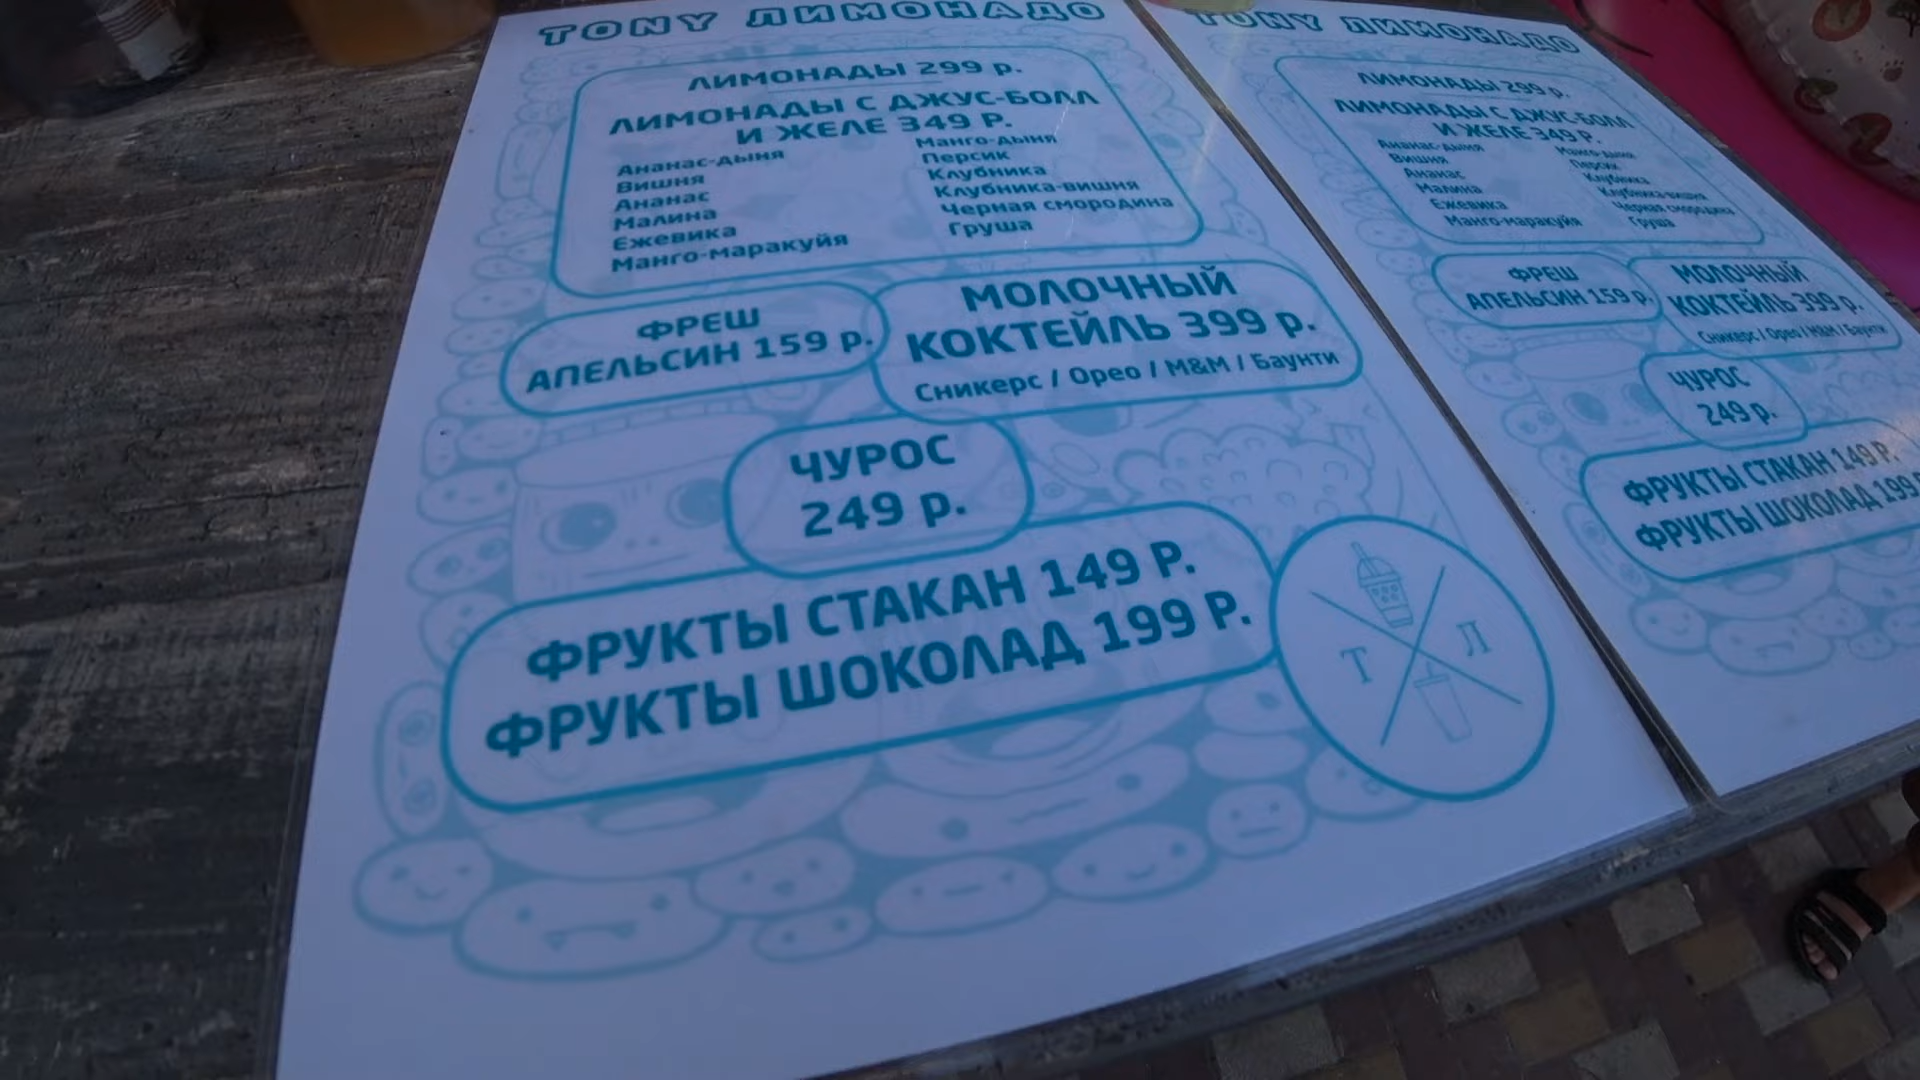 TONY ЛИМОНАДО
ЛИМОНАДЫ 299 р.
ЛИМОНАДЫ С ДЖУС-БОЛЛ
И ЖЕЛЕ 349 Р.
Ананас-дыня
Вишня
Ананас
Малина
Ежевика
Манго-маракуйя
Манго-дыня
Персик
Клубника
Клубника-вишня
Черная смородина
Груша
ФРЕШ
АПЕЛЬСИН 159 р.
МОЛОЧНЫЙ
КОКТЕЙЛЬ 399 р.
Сникерс / Орео / M&M / Баунти
ЧУРОС
249 р.
ФРУКТЫ СТАКАН 149 Р.
ФРУКТЫ ШОКОЛАД 199 Р.
Т Л
TONY ЛИМОНАДО
ЛИМОНАДЫ 299 р.
ЛИМОНАДЫ С ДЖУС-БОЛЛ
И ЖЕЛЕ 349 Р.
Ананас-дыня
Вишня
Ананас
Малина
Ежевика
Манго-маракуйя
Манго-дыня
Персик
Клубника
Клубника-вишня
Черная смородина
Груша
ФРЕШ
АПЕЛЬСИН 159 р.
МОЛОЧНЫЙ
КОКТЕЙЛЬ 399 р.
Сникерс / Орео / M&M / Баунти
ЧУРОС
249 р.
ФРУКТЫ СТАКАН 149 Р.
ФРУКТЫ ШОКОЛАД 199